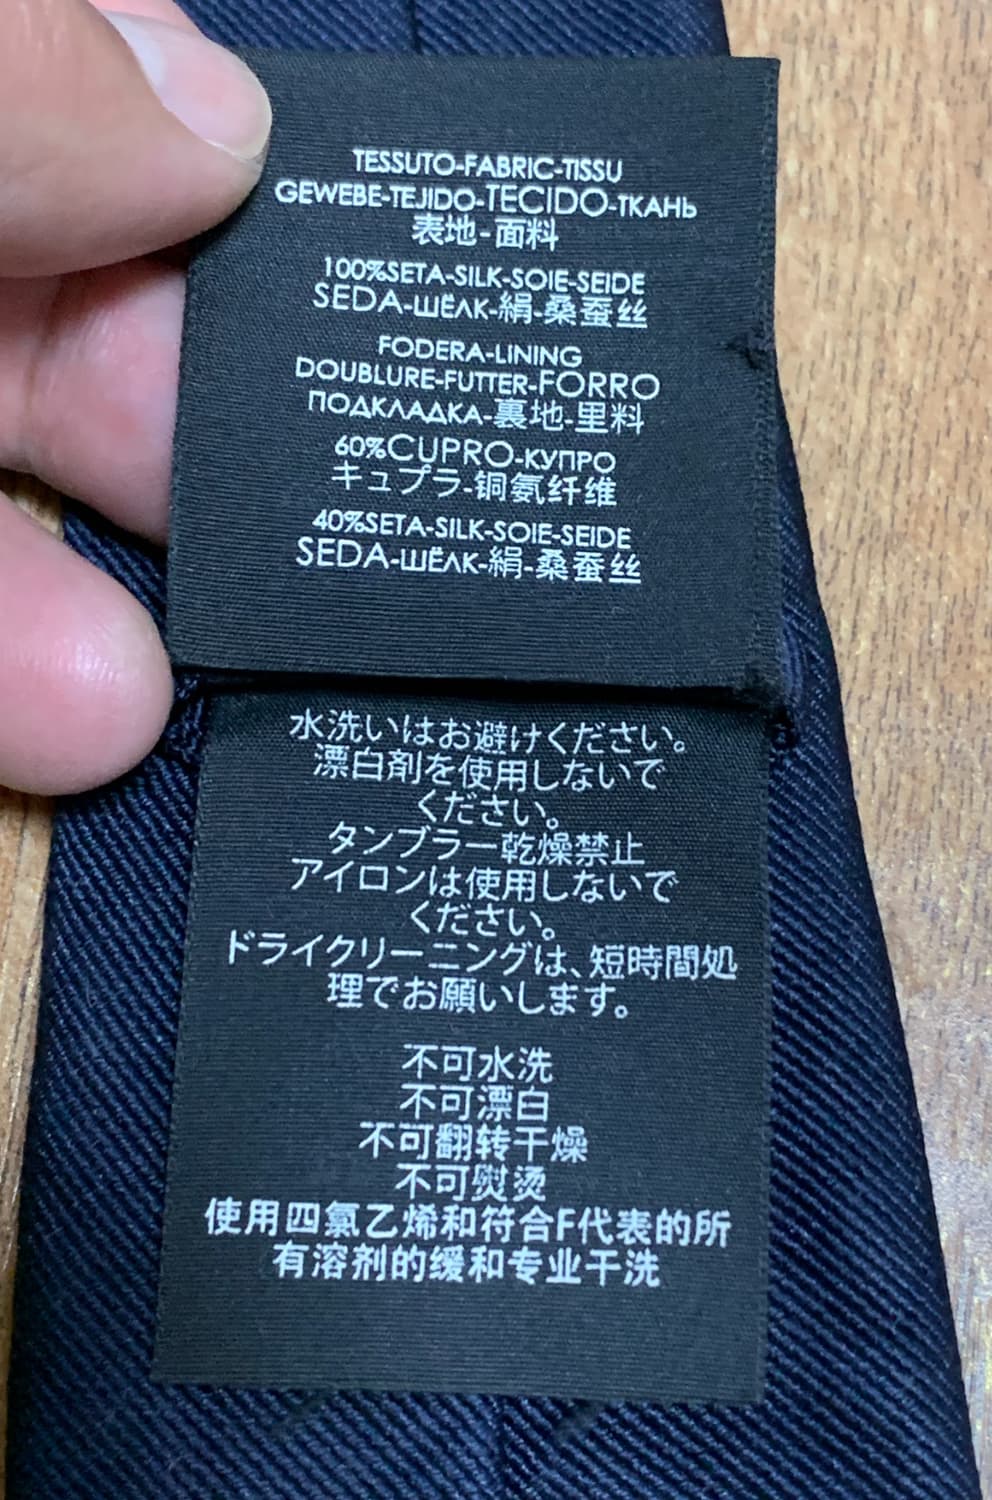 TESSUTO-FABRIC-TISSU
GEWEBE-TEJIDO-TECIDO-ТКАНЬ
表地-面料
100%SETA-SILK-SOIE-SEIDE
SEDA-ШЁЛК-絹-桑蚕丝
FODERA-LINING
DOUBLURE-FUTTER-FORRO
ПОДКЛАДКА-裏地-里料
60%CUPRO-КУПРО
キュプラ-铜氨纤维
40%SETA-SILK-SOIE-SEIDE
SEDA-ШЁЛК-絹-桑蚕丝
水洗いはお避けください。
漂白剤を使用しないで
ください。
タンブラー乾燥禁止
アイロンは使用しないで
ください。
ドライクリーニングは、短時間処
理でお願いします。
不可水洗
不可漂白
不可翻转干燥
不可熨烫
使用四氯乙烯和符合F代表的所
有溶剂的缓和专业干洗